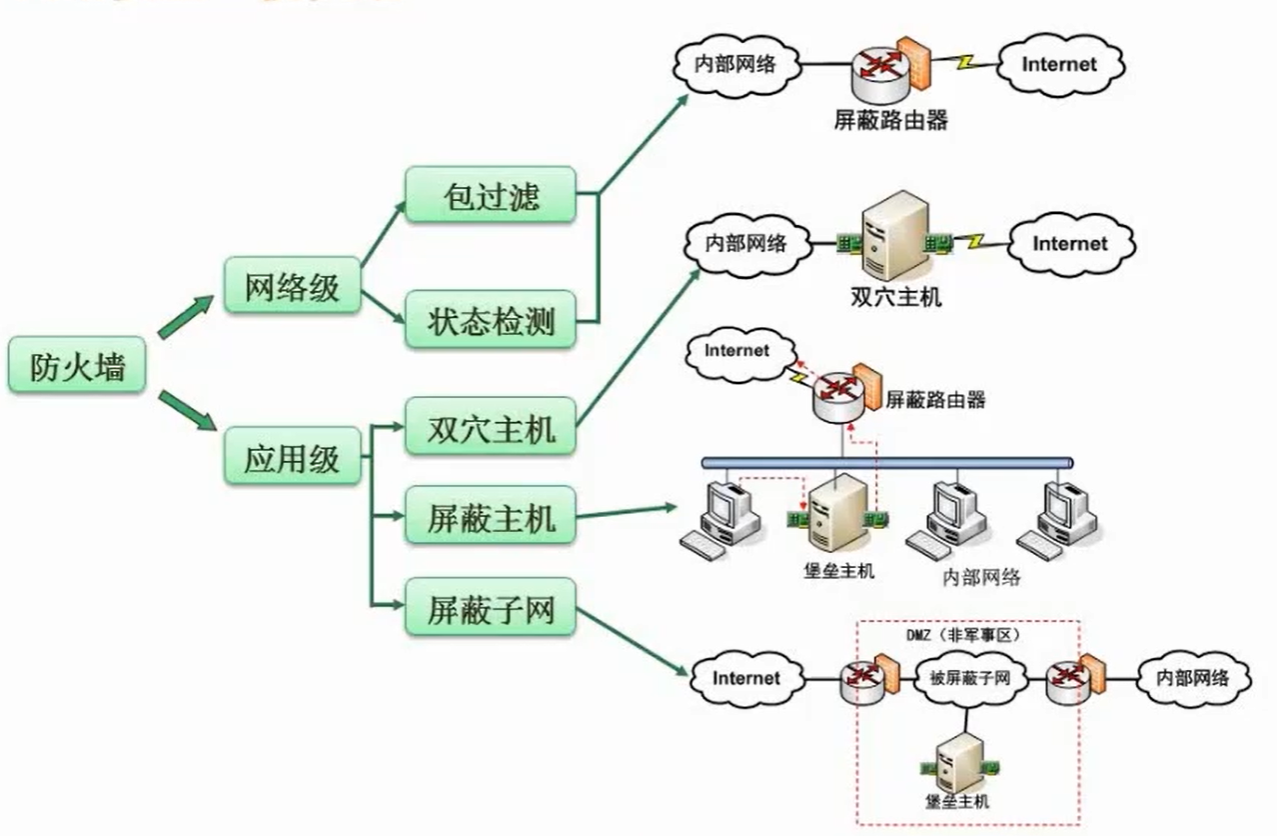 防火墙
网络级
应用级
包过滤
状态检测
双穴主机
屏蔽主机
屏蔽子网
内部网络
Internet
屏蔽路由器
内部网络
Internet
双穴主机
Internet
屏蔽路由器
堡垒主机
内部网络
DMZ（非军事区）
Internet
被屏蔽子网
内部网络
堡垒主机